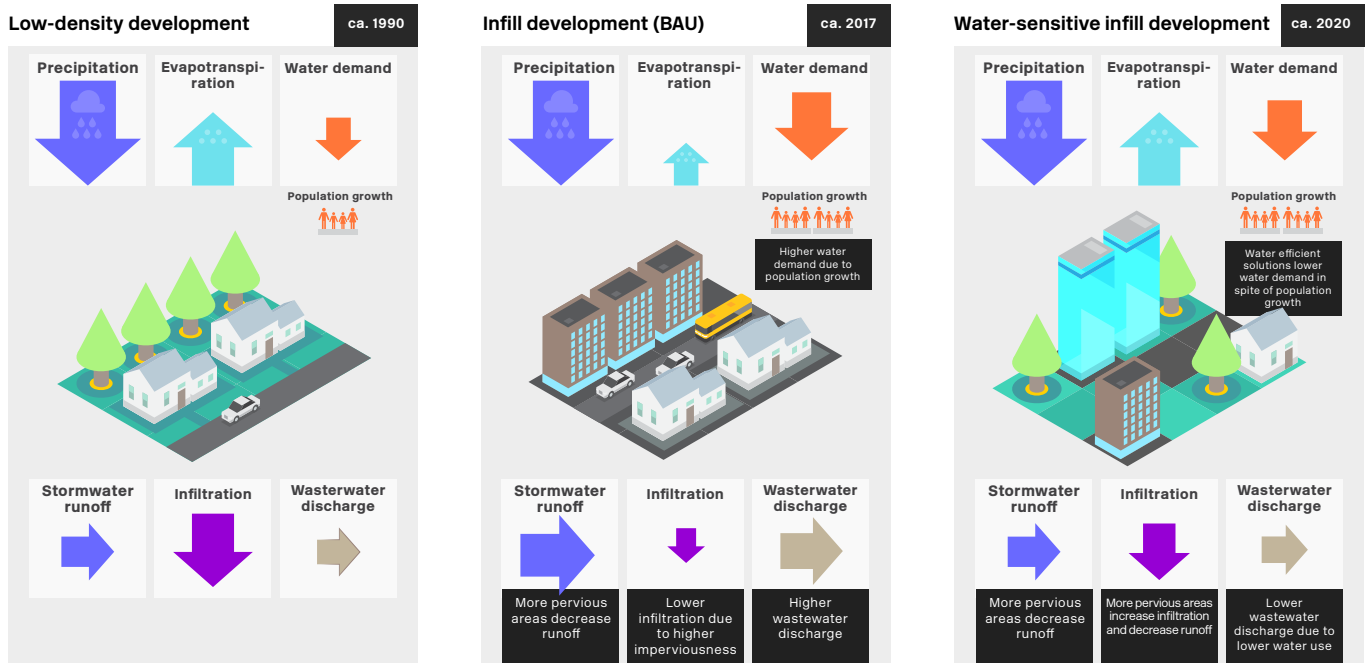 Low-density development
ca. 1990
Precipitation
Evapotranspi-
ration
Water demand
Population growth
Stormwater
runoff
Infiltration
Wasterwater
discharge
Infill development (BAU)
ca. 2017
Precipitation
Evapotranspi-
ration
Water demand
Population growth
Higher water
demand due to
population growth
Stormwater
runoff
Infiltration
Wasterwater
discharge
More pervious
areas decrease
runoff
Lower
infiltration due
to higher
imperviousness
Higher
wastewater
discharge
Water-sensitive infill development
ca. 2020
Precipitation
Evapotranspi-
ration
Water demand
Population growth
Water efficient
solutions lower
water demand in
spite of population
growth
Stormwater
runoff
Infiltration
Wasterwater
discharge
More pervious
areas decrease
runoff
More pervious areas
increase infiltration
and decrease runoff
Lower
wastewater
discharge due to
lower water use